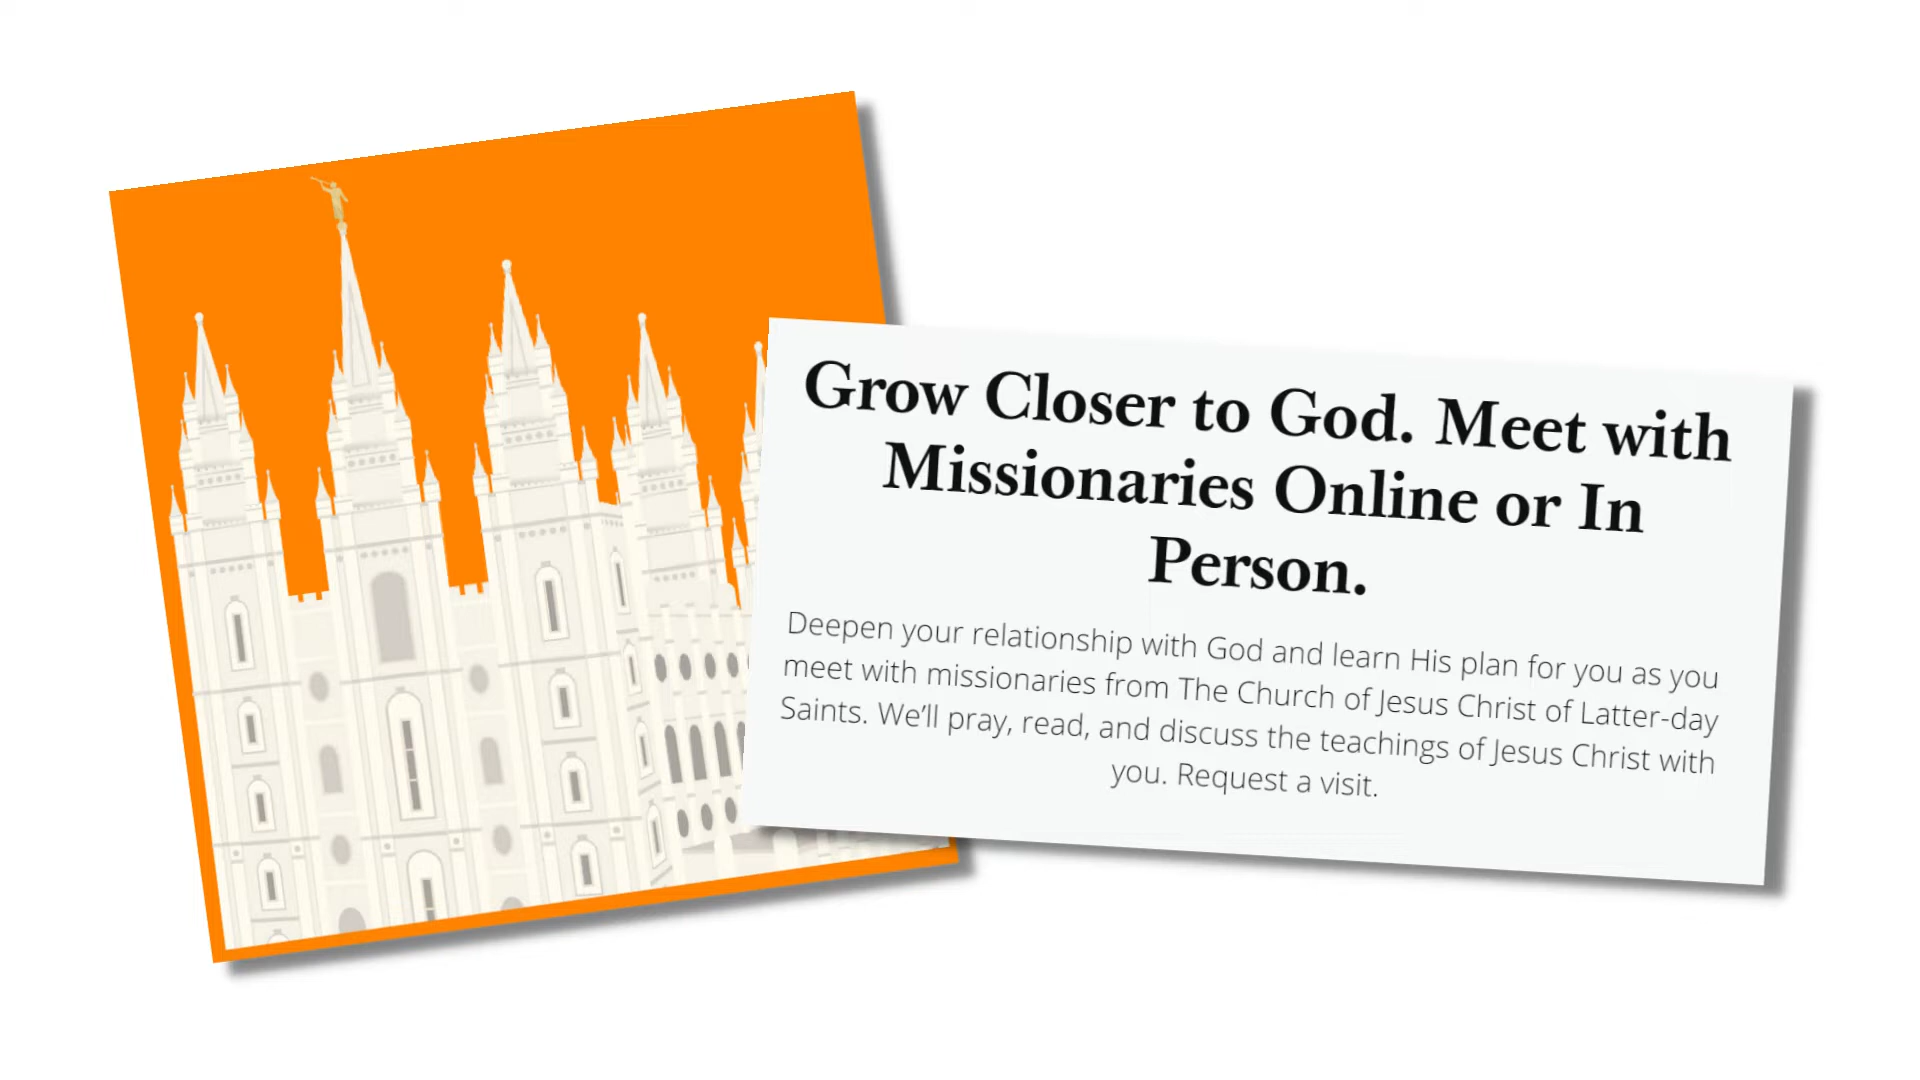 Grow Closer to God. Meet with
Missionaries Online or In
Person.
Deepen your relationship with God and learn His plan for you as you
meet with missionaries from The Church of Jesus Christ of Latter-day
Saints. We’ll pray, read, and discuss the teachings of Jesus Christ with
you. Request a visit.